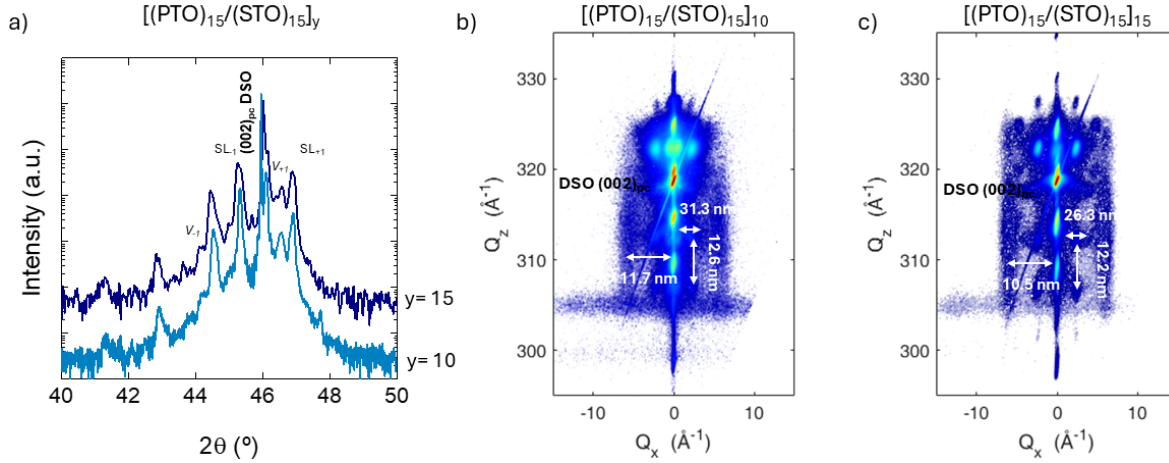 a)
[(PTO)₁₅/(STO)₁₅]y
Intensity (a.u.)
V-1
SL-1
(002)pc DSO
V+1
SL+1
y= 15
y= 10
40 42 44 46 48 50
2θ (º)
b)
[(PTO)₁₅/(STO)₁₅]₁₀
Qz (Å⁻¹)
330
320
310
300
DSO (002)pc
31.3 nm
12.6 nm
11.7 nm
-10 0 10
Qx (Å⁻¹)
c)
[(PTO)₁₅/(STO)₁₅]₁₅
Qz (Å⁻¹)
330
320
310
300
DSO (002)pc
26.3 nm
12.2 nm
10.5 nm
-10 0 10
Qx (Å⁻¹)